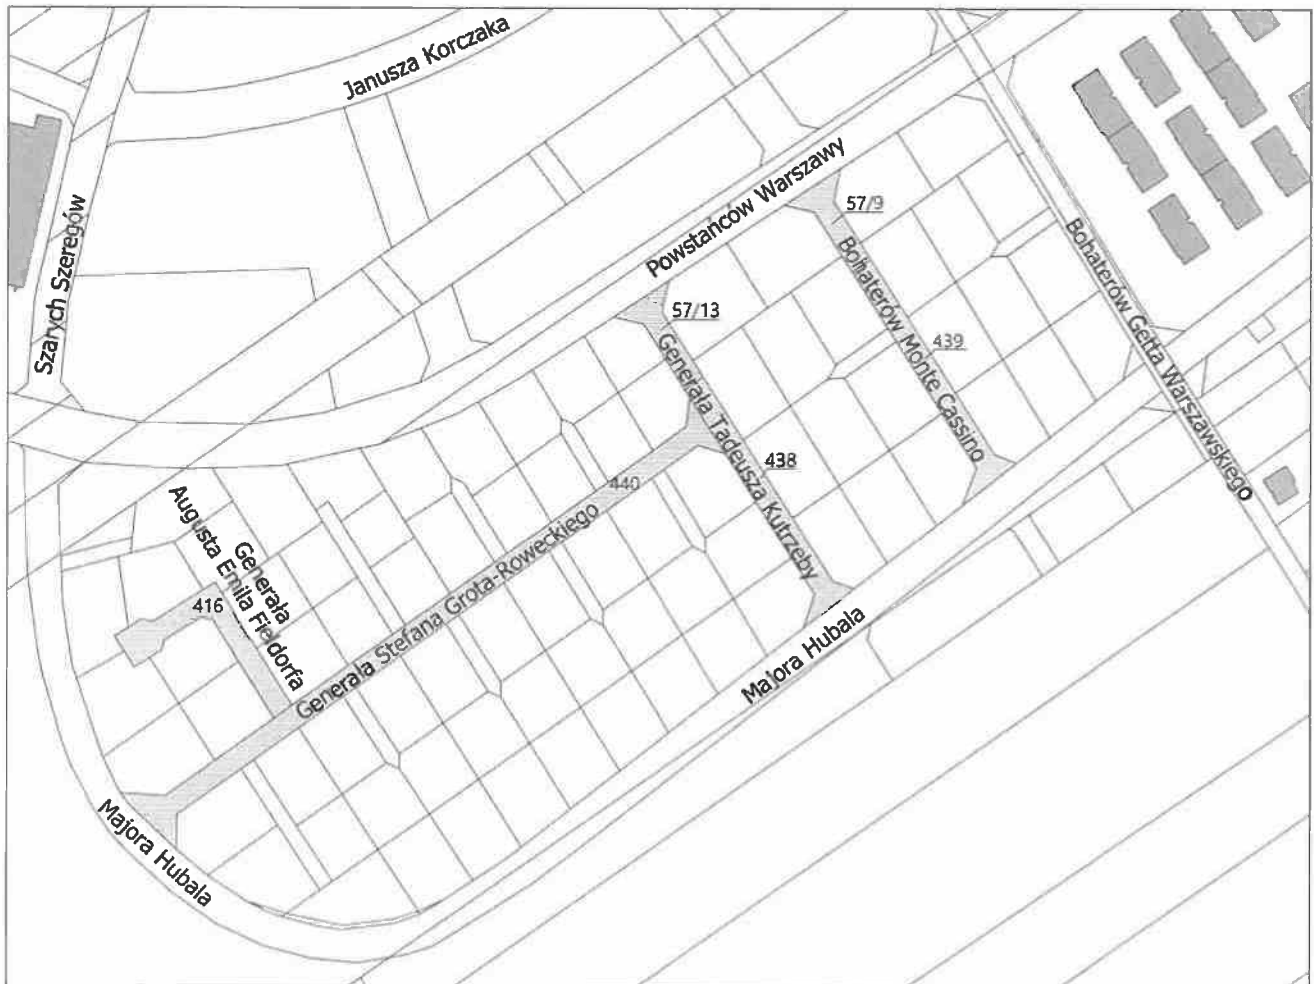 Janusza Korczaka
Szarych Szeregów
Powstańców Warszawy
57/9
57/13
Bohaterów Monte Cassino
439
Bohaterów Getta Warszawskiego
Generała Tadeusza Kutrzeby
438
440
Generała Stefana Grota-Roweckiego
Generała
Augusta Emila Fieldorfa
416
Majora Hubala
Majora Hubala